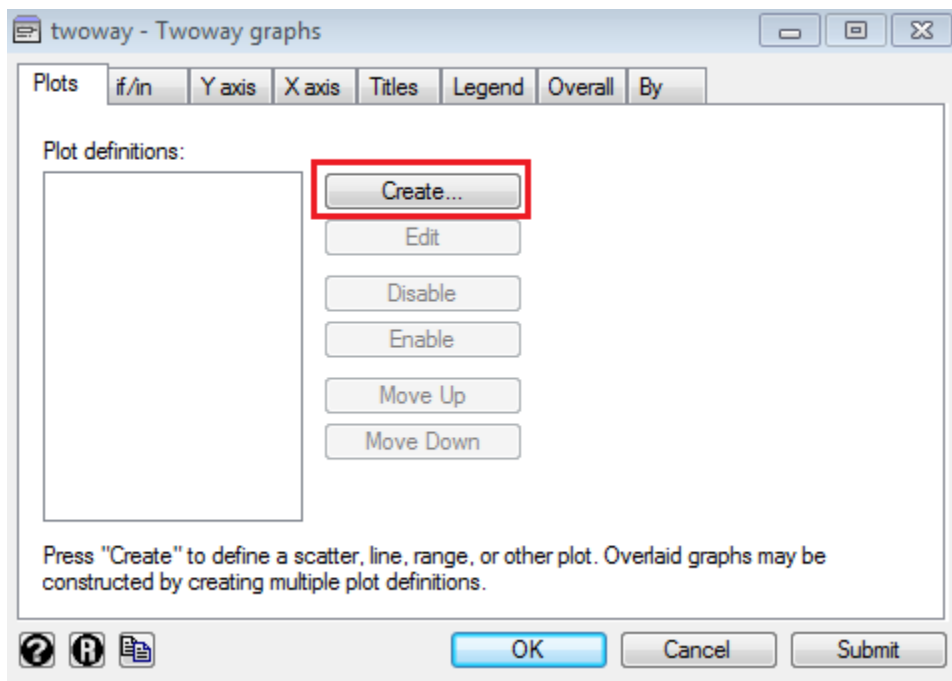 twoway - Twoway graphs
Plots if/in Y axis X axis Titles Legend Overall By
Plot definitions:
Create...
Edit
Disable
Enable
Move Up
Move Down
Press "Create" to define a scatter, line, range, or other plot. Overlaid graphs may be
constructed by creating multiple plot definitions.
? R OK Cancel Submit